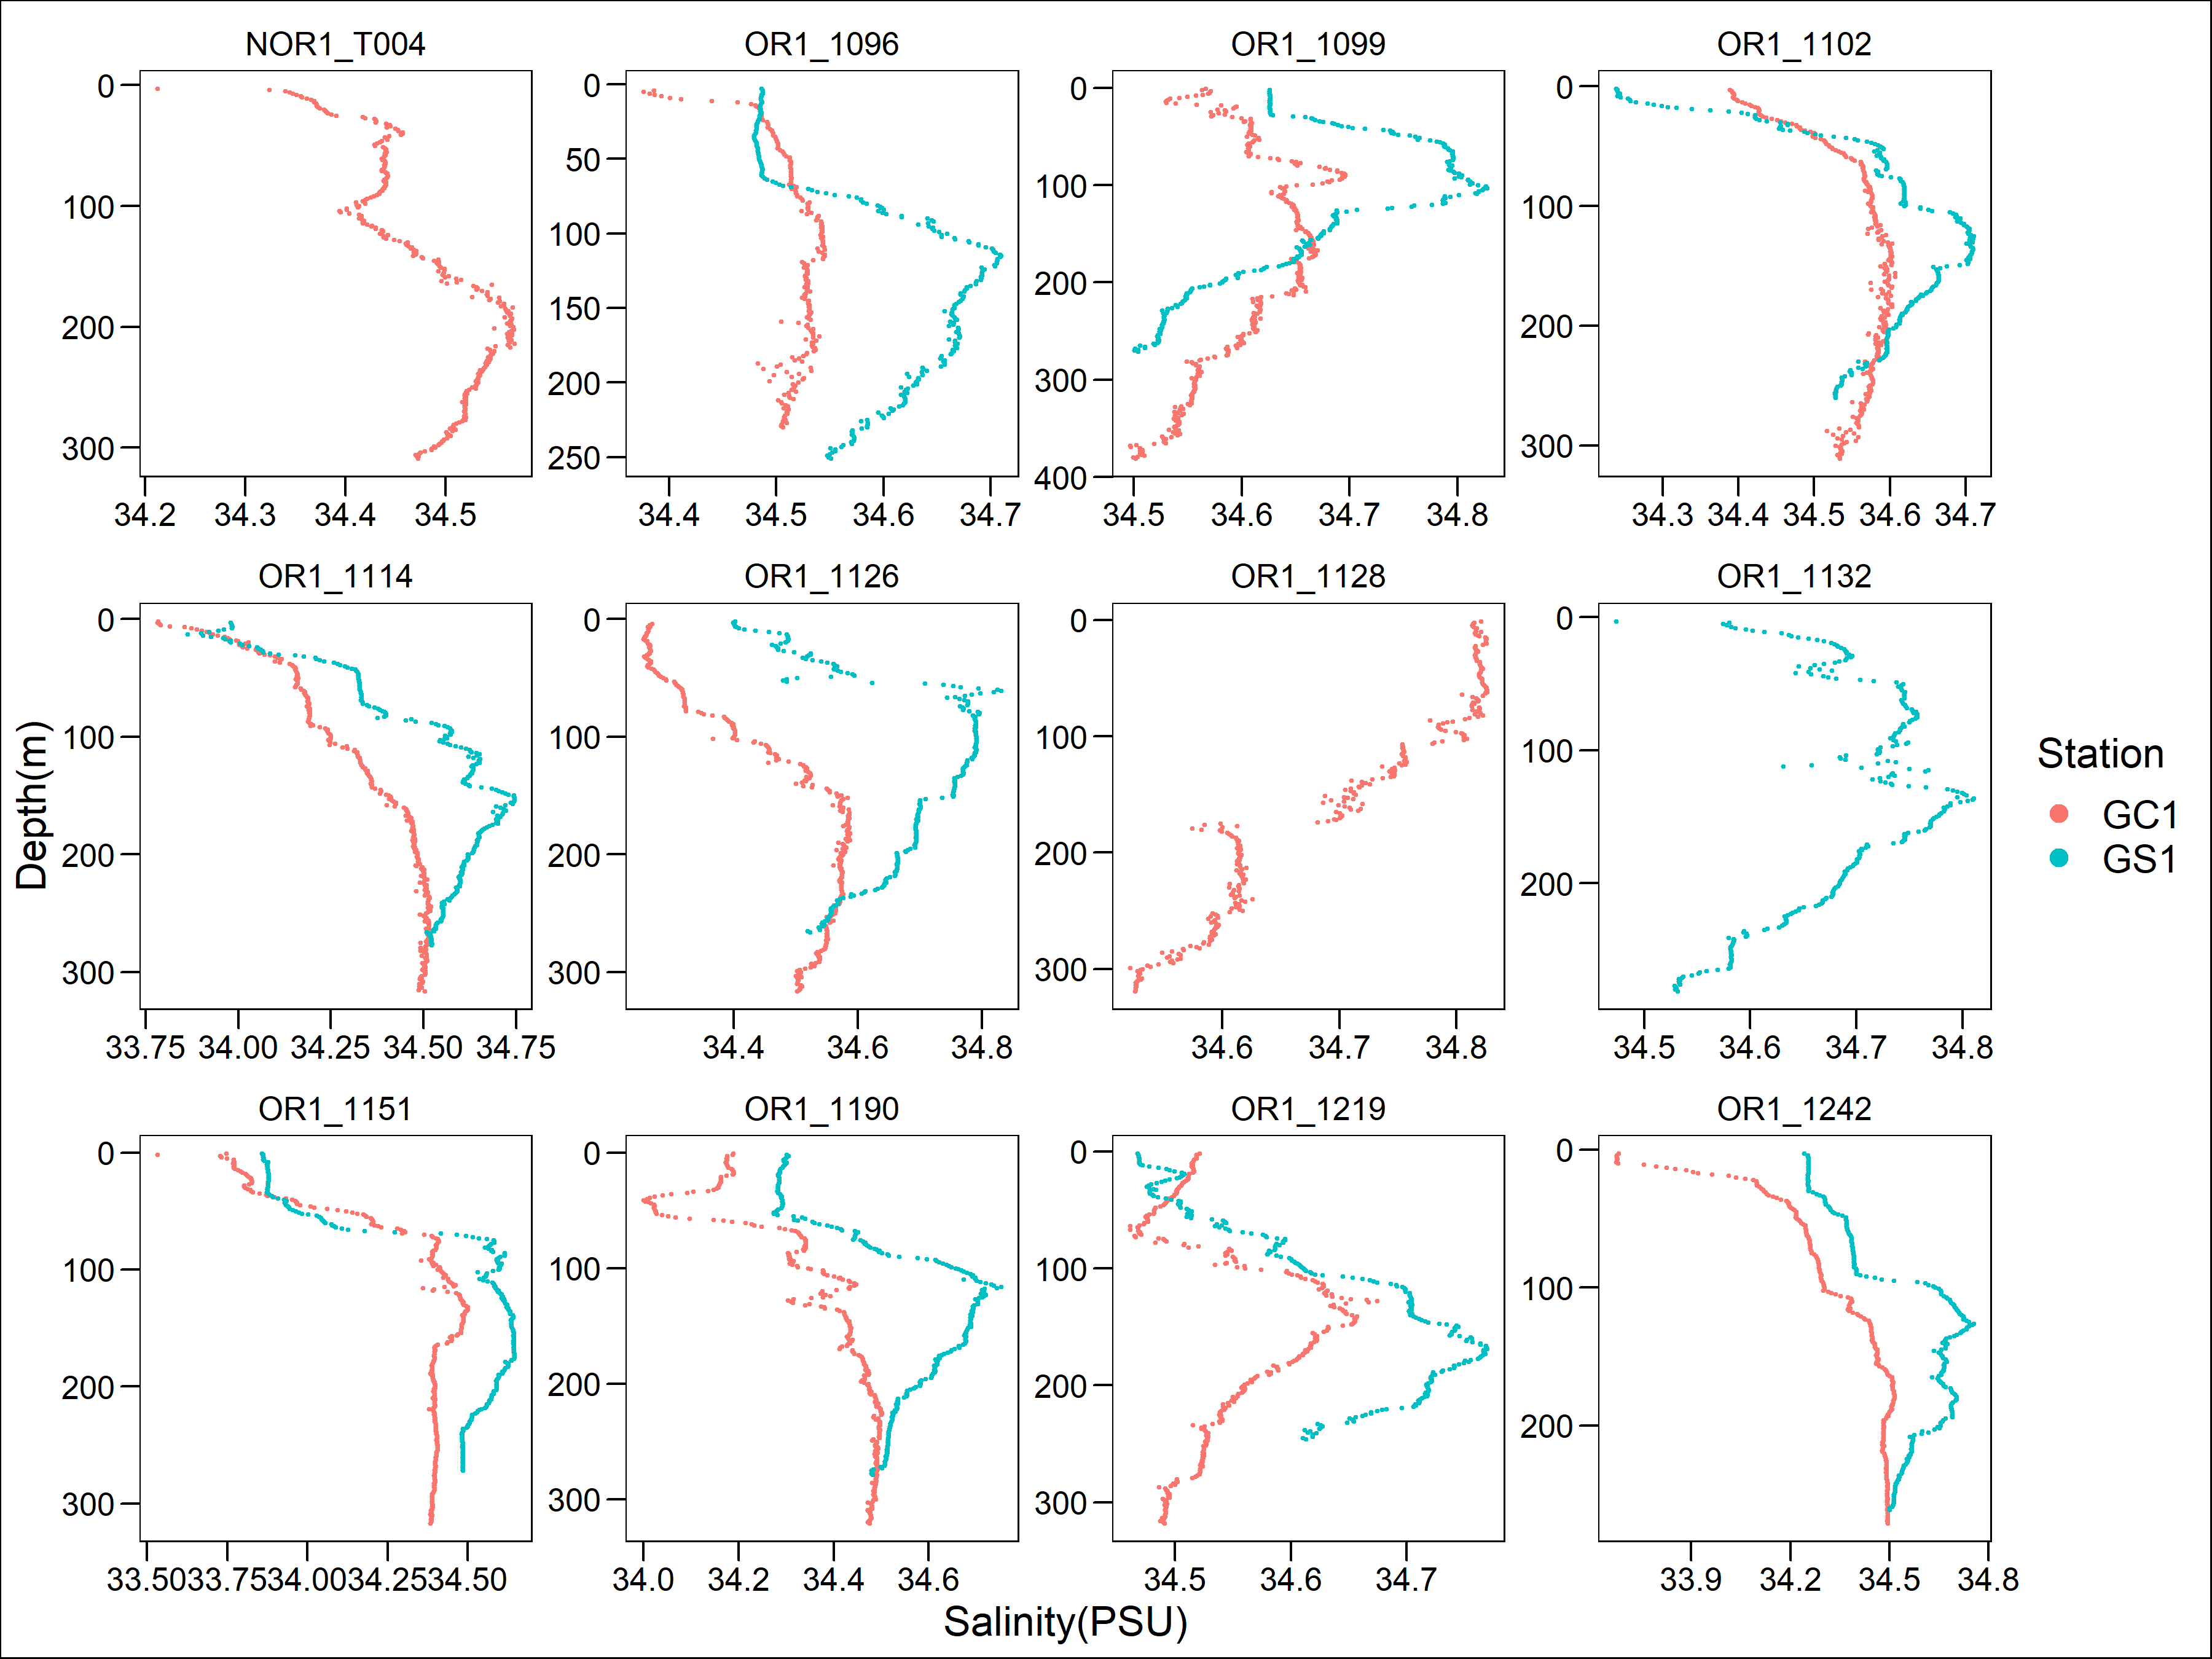 NOR1_T004 OR1_1096 OR1_1099 OR1_1102
0 100 200 300
34.2 34.3 34.4 34.5
0 50 100 150 200 250
34.4 34.5 34.6 34.7
0 100 200 300 400
34.5 34.6 34.7 34.8
0 100 200 300
34.3 34.4 34.5 34.6 34.7
OR1_1114 OR1_1126 OR1_1128 OR1_1132
0 100 200 300
33.75 34.00 34.25 34.50 34.75
0 100 200 300
34.4 34.6 34.8
0 100 200 300
34.6 34.7 34.8
0 100 200
34.5 34.6 34.7 34.8
OR1_1151 OR1_1190 OR1_1219 OR1_1242
0 100 200 300
33.50 33.75 34.00 34.25 34.50
0 100 200 300
34.0 34.2 34.4 34.6
0 100 200 300
34.5 34.6 34.7
0 100 200
33.9 34.2 34.5 34.8
Depth(m)
Salinity(PSU)
Station
GC1
GS1